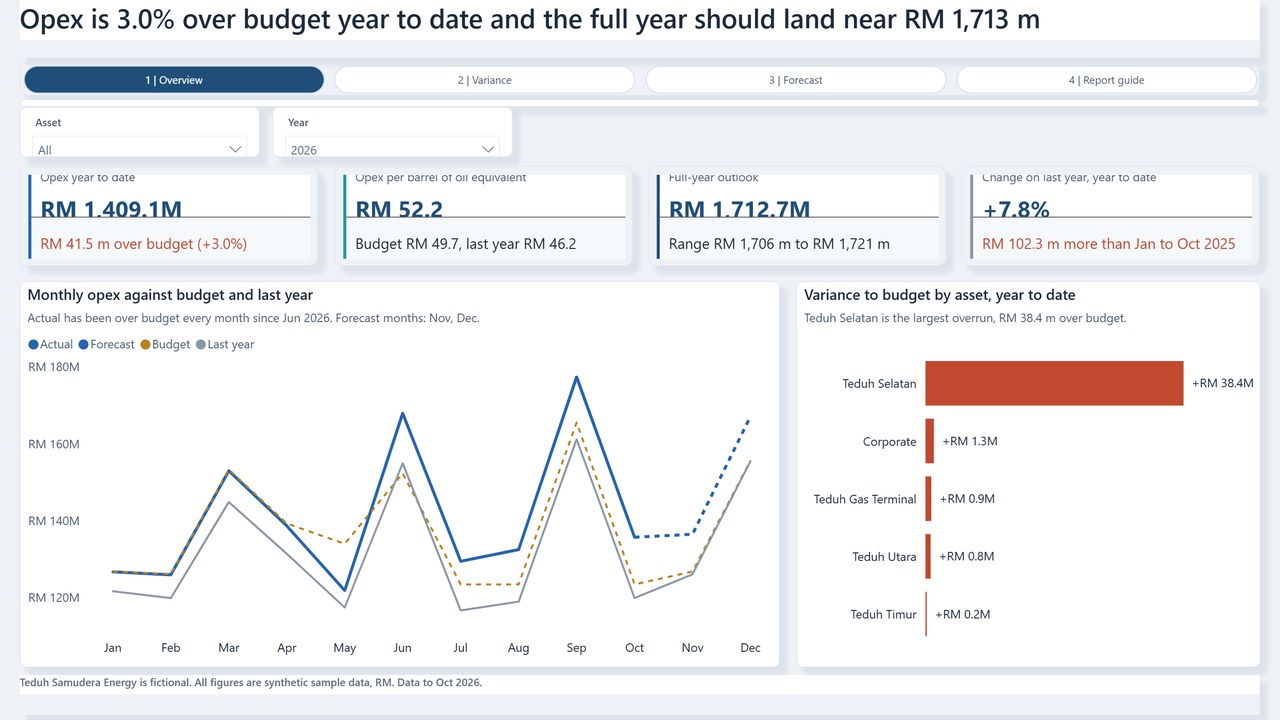 Opex is 3.0% over budget year to date and the full year should land near RM 1,713 m
1 | Overview
2 | Variance
3 | Forecast
4 | Report guide
Asset
All
Year
2026
Opex year to date
RM 1,409.1M
RM 41.5 m over budget (+3.0%)
Opex per barrel of oil equivalent
RM 52.2
Budget RM 49.7, last year RM 46.2
Full-year outlook
RM 1,712.7M
Range RM 1,706 m to RM 1,721 m
Change on last year, year to date
+7.8%
RM 102.3 m more than Jan to Oct 2025
Monthly opex against budget and last year
Actual has been over budget every month since Jun 2026. Forecast months: Nov, Dec.
Actual Forecast Budget Last year
RM 180M
RM 160M
RM 140M
RM 120M
Jan Feb Mar Apr May Jun Jul Aug Sep Oct Nov Dec
Variance to budget by asset, year to date
Teduh Selatan is the largest overrun, RM 38.4 m over budget.
Teduh Selatan +RM 38.4M
Corporate +RM 1.3M
Teduh Gas Terminal +RM 0.9M
Teduh Utara +RM 0.8M
Teduh Timur +RM 0.2M
Teduh Samudera Energy is fictional. All figures are synthetic sample data, RM. Data to Oct 2026.